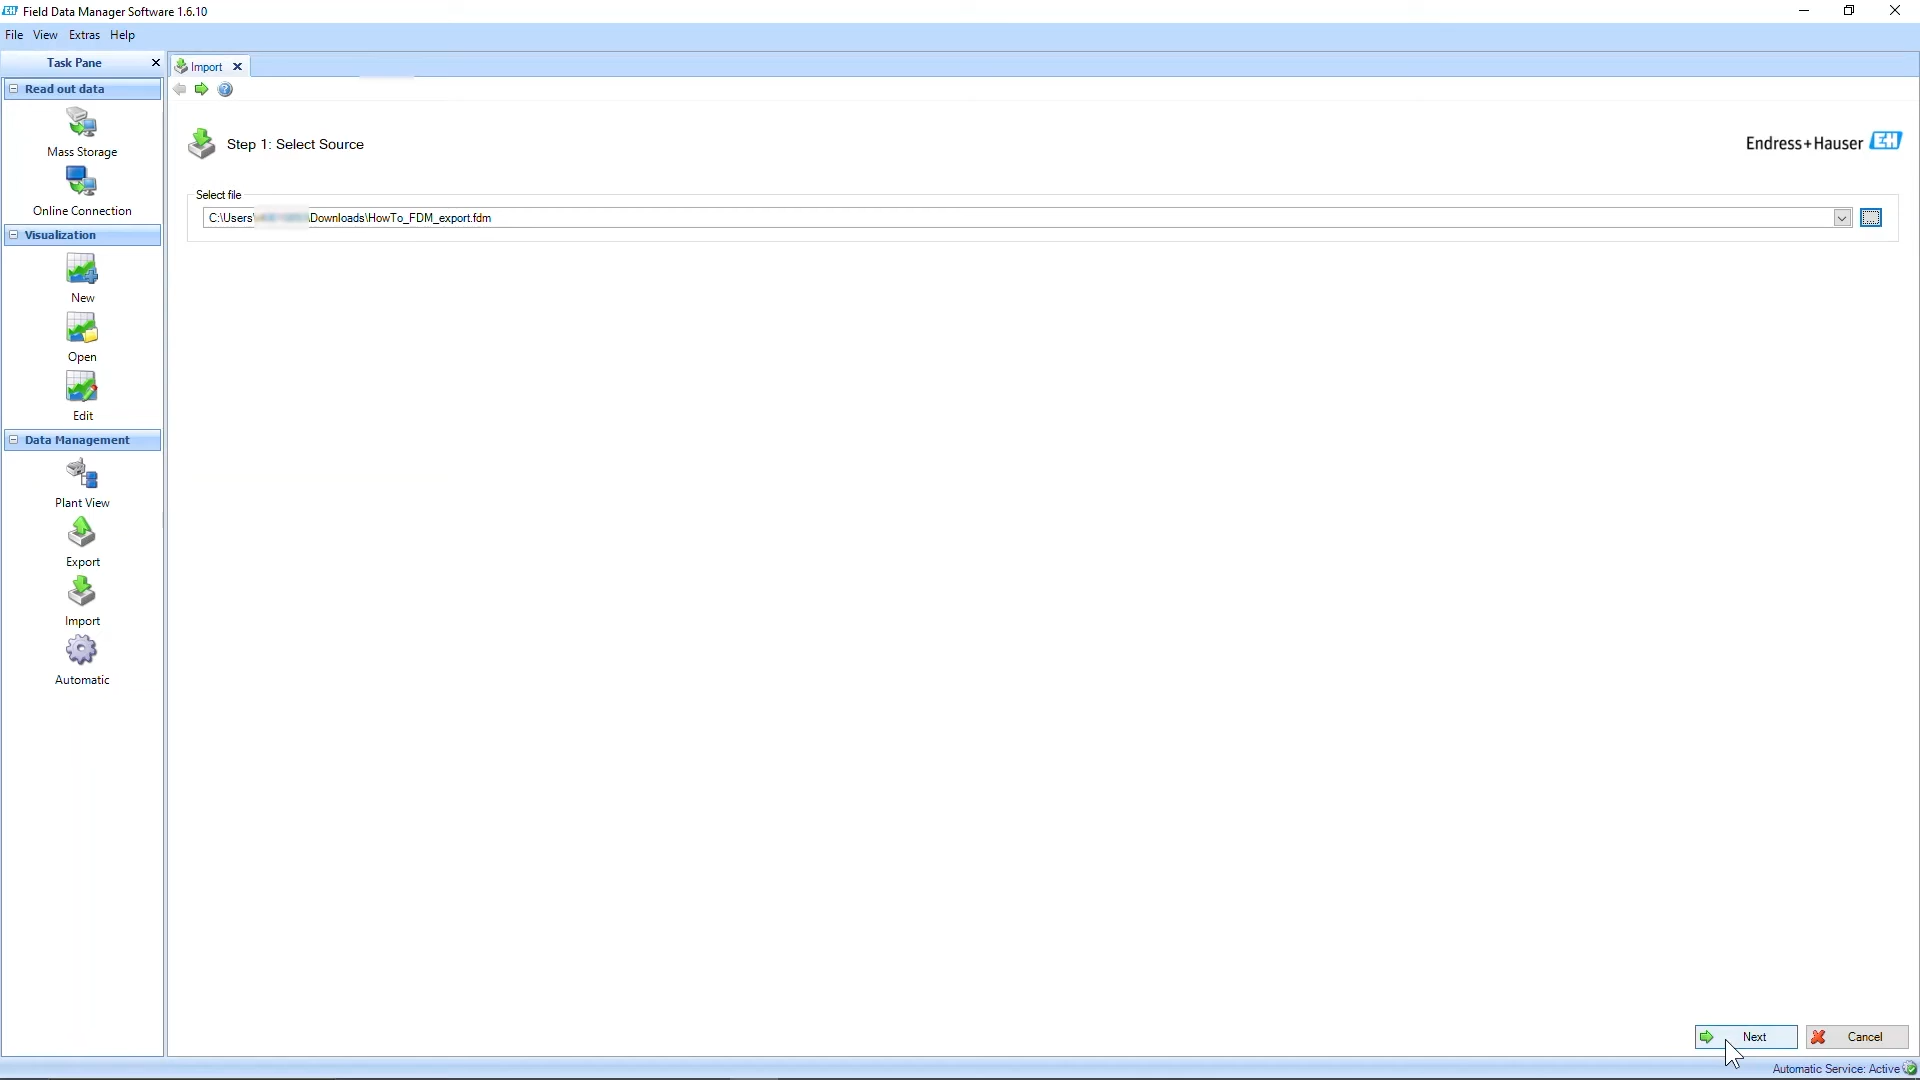 Field Data Manager Software 1.6.10
File View Extras Help
Task Pane
Import
Read out data
Mass Storage
Online Connection
Visualization
New
Open
Edit
Data Management
Plant View
Export
Import
Automatic
Step 1: Select Source
Endress+Hauser EH
Select file
C:\Users\ \Downloads\HowTo_FDM_export.fdm
Next
Cancel
Automatic Service: Active